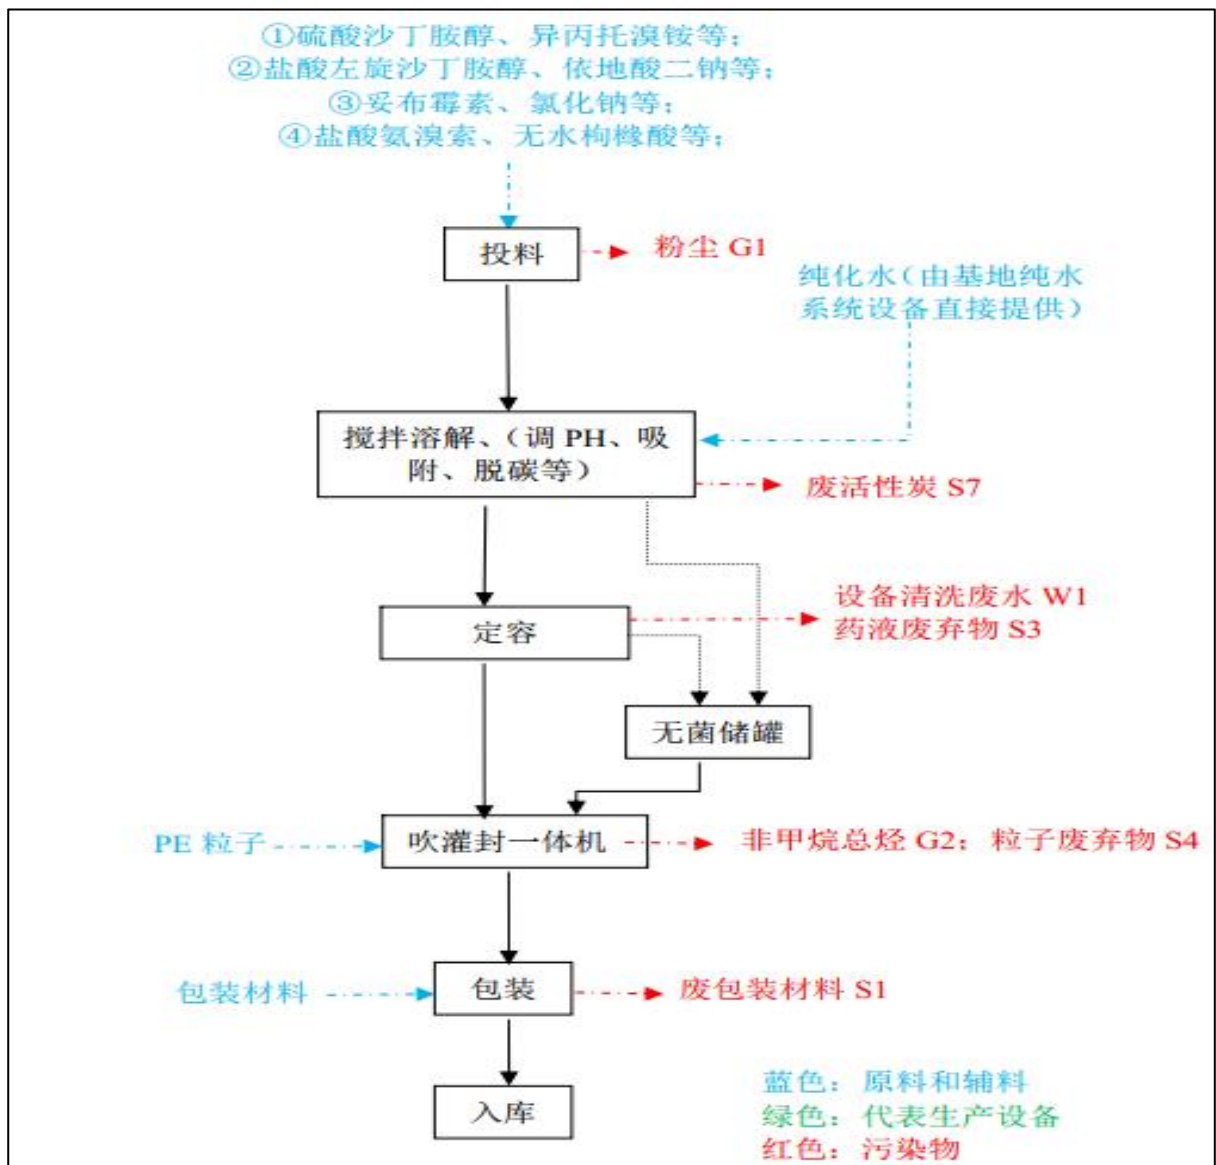 ①硫酸沙丁胺醇、异丙托溴铵等；
②盐酸左旋沙丁胺醇、依地酸二钠等；
③妥布霉素、氯化钠等；
④盐酸氨溴索、无水枸橼酸等；
投料
粉尘 G1
纯化水（由基地纯水
系统设备直接提供）
搅拌溶解、（调 PH、吸
附、脱碳等）
废活性炭 S7
设备清洗废水 W1
药液废弃物 S3
定容
无菌储罐
PE 粒子
吹灌封一体机
非甲烷总烃 G2；粒子废弃物 S4
包装材料
包装
废包装材料 S1
入库
蓝色：原料和辅料
绿色：代表生产设备
红色：污染物